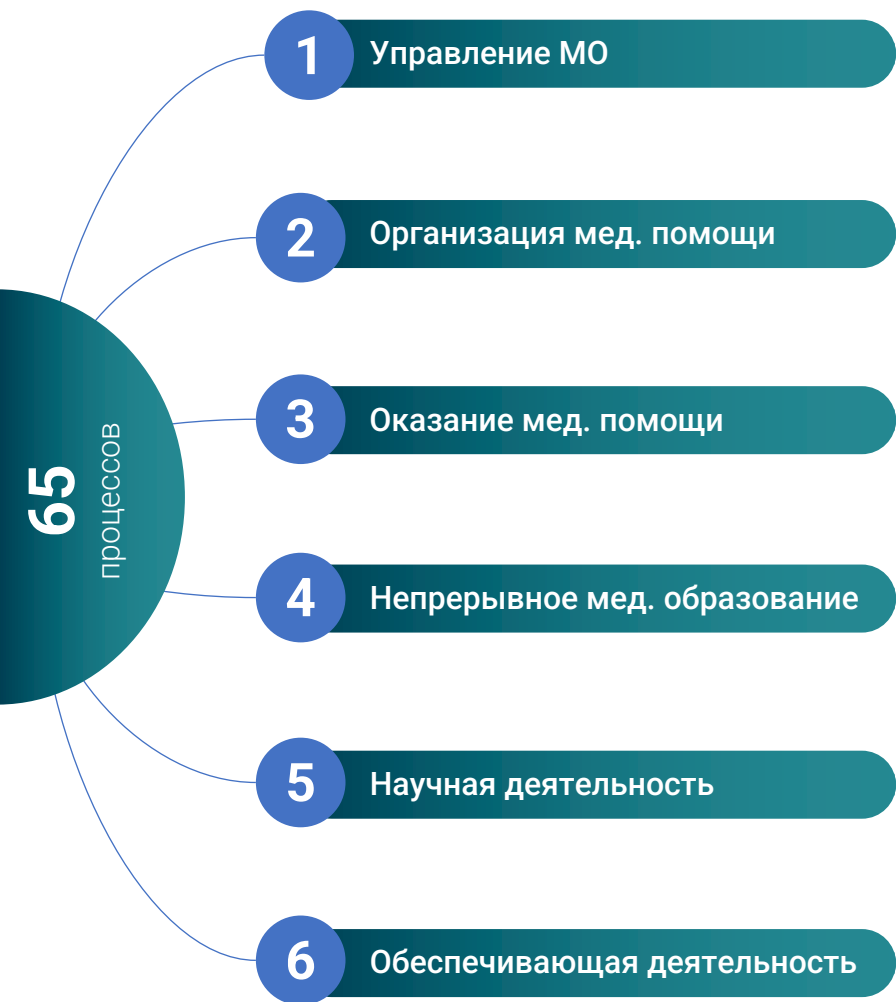 65
процессов
1
Управление МО
2
Организация мед. помощи
3
Оказание мед. помощи
4
Непрерывное мед. образование
5
Научная деятельность
6
Обеспечивающая деятельность